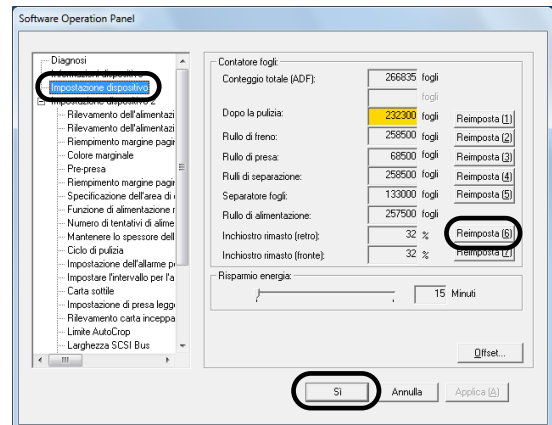 Software Operation Panel
Diagnosi
Informazioni dispositivo
Impostazione dispositivo
Impostazione dispositivo 2
Rilevamento dell'alimentazi
Rilevamento dell'alimentazi
Riempimento margine pagir
Colore marginale
Pre-presa
Riempimento margine pagir
Specificazione dell'area di
Funzione di alimentazione r
Numero di tentativi di alime
Mantenere lo spessore dell
Ciclo di pulizia
Impostazione dell'allarme p
Impostare l'intervallo per l'a
Carta sottile
Impostazione di presa legg
Rilevamento carta inceppa
Limite AutoCrop
Larghezza SCSI Bus
Contatore fogli:
Conteggio totale (ADF): 266835 fogli
fogli
Dopo la pulizia: 232300 fogli Reimposta (1)
Rullo di freno: 258500 fogli Reimposta (2)
Rullo di presa: 68500 fogli Reimposta (3)
Rulli di separazione: 258500 fogli Reimposta (4)
Separatore fogli: 133000 fogli Reimposta (5)
Rullo di alimentazione: 257500 fogli
Inchiostro rimasto (retro): 32 % Reimposta (6)
Inchiostro rimasto (fronte): 32 % Reimposta (7)
Risparmio energia:
15 Minuti
Offset...
Sì Annulla Applica (A)